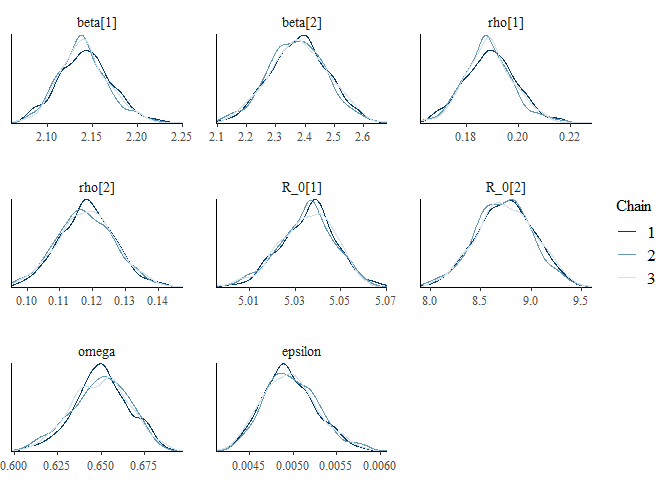 beta[1] beta[2] rho[1]
2.10 2.15 2.20 2.25 2.1 2.2 2.3 2.4 2.5 2.6 0.18 0.20 0.22
rho[2] R_0[1] R_0[2]
Chain
1
2
3
0.10 0.11 0.12 0.13 0.14 5.01 5.03 5.05 5.07 8.0 8.5 9.0 9.5
omega epsilon
0.600 0.625 0.650 0.675 0.0045 0.0050 0.0055 0.0060